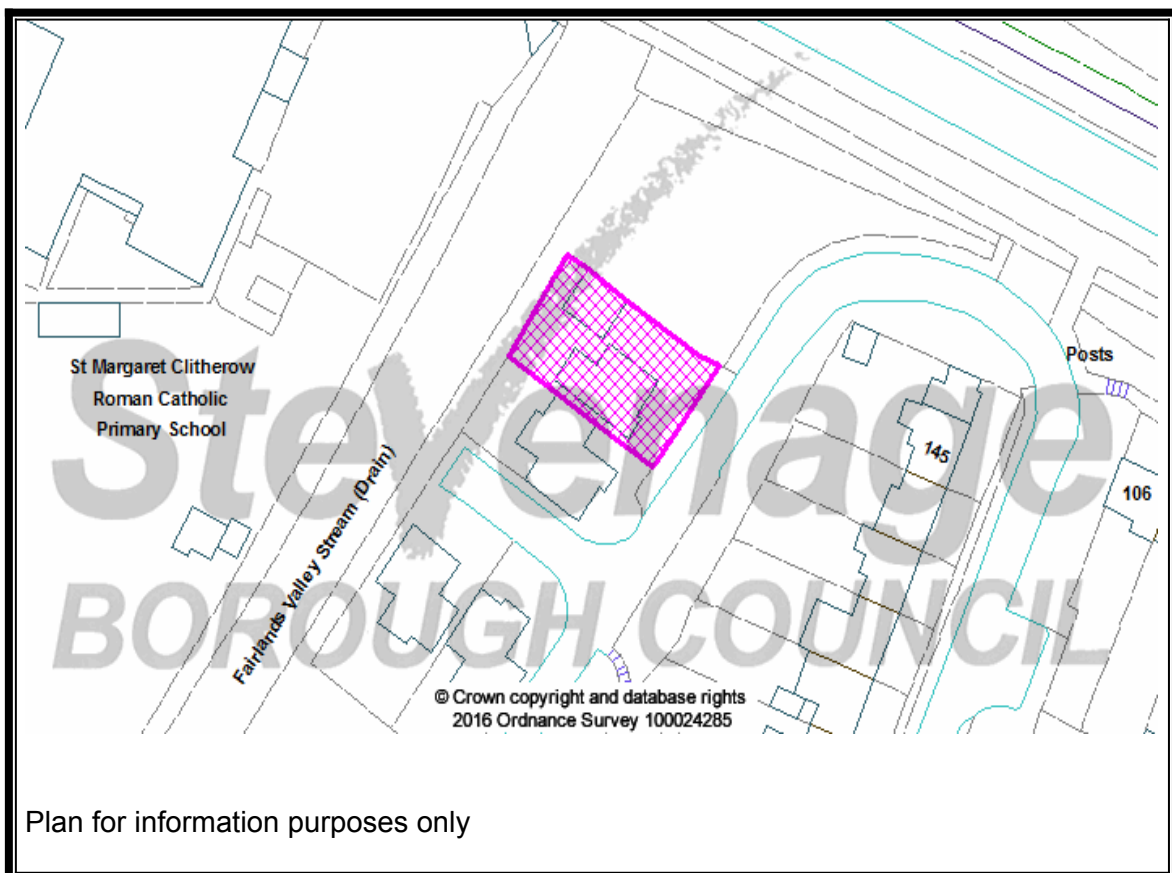 St Margaret Clitherow
Roman Catholic
Primary School
Fairlands Valley Stream (Drain)
Posts
145
106
Stevenage
BOROUGH COUNCIL
© Crown copyright and database rights
2016 Ordnance Survey 100024285
Plan for information purposes only